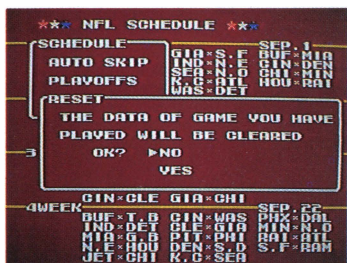 NFL SCHEDULE
SCHEDULE
AUTO SKIP
PLAYOFFS
SEP.1
GIA×S.F BUF×MIA
IND×N.E CIN×DEN
SEA×N.O CHI×MIN
K.C×ATL HOU×RAI
WAS×DET
RESET
THE DATA OF GAME YOU HAVE
PLAYED WILL BE CLEARED
OK? ►NO
YES
3
CIN×CLE GIA×CHI
4WEEK
SEP.22
BUF×T.B CIN×WAS PHX×DAL
IND×DET CLE×GIA MIN×N.O
MIA×G.B PIT×PHI RAI×ATL
N.E×HOU DEN×S.D S.F×RAM
JET×CHI K.C×SEA